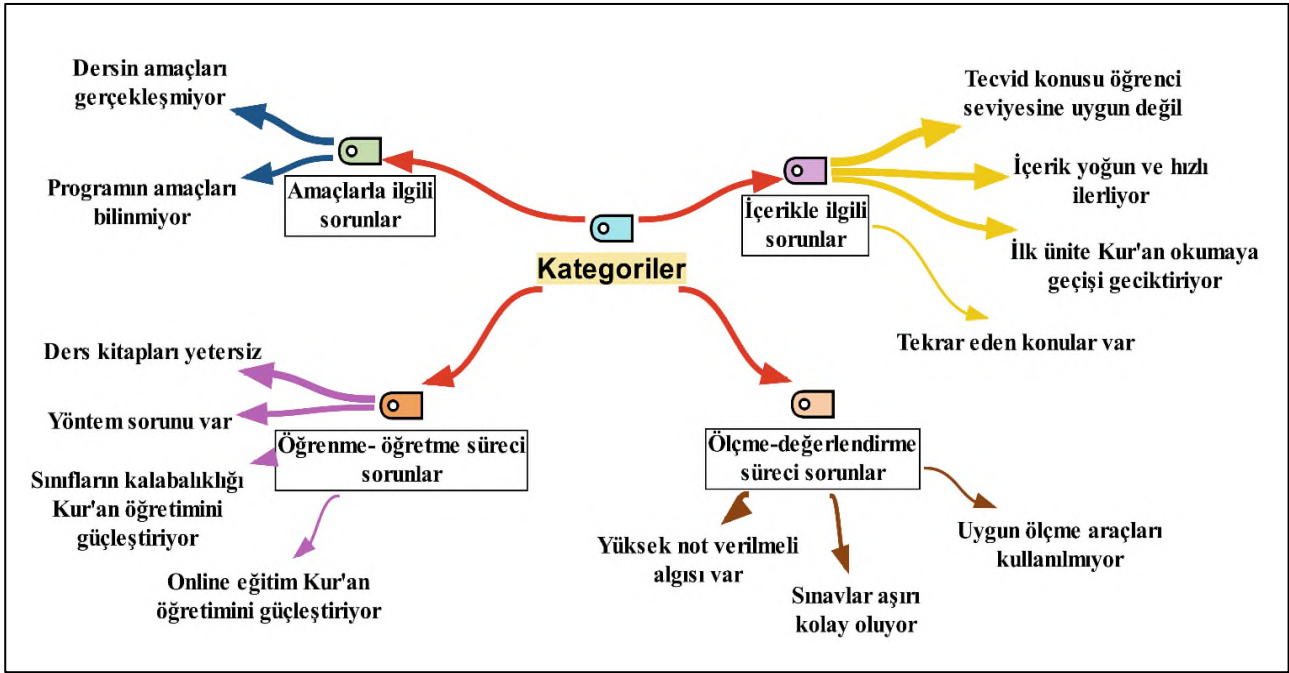 Dersin amaçları
gerçekleşmiyor
Programın amaçları
bilinmiyor
Amaçlarla ilgili
sorunlar
Kategoriler
İçerikle ilgili
sorunlar
Tecvid konusu öğrenci
seviyesine uygun değil
İçerik yoğun ve hızlı
ilerliyor
İlk ünite Kur'an okumaya
geçişi geciktiriyor
Tekrar eden konular var
Ders kitapları yetersiz
Yöntem sorunu var
Sınıfların kalabalıklığı
Kur'an öğretimini
güçleştiriyor
Öğrenme- öğretme süreci
sorunlar
Online eğitim Kur'an
öğretimini güçleştiriyor
Ölçme-değerlendirme
süreci sorunlar
Yüksek not verilmeli
algısı var
Sınavlar aşırı
kolay oluyor
Uygun ölçme araçları
kullanılmıyor